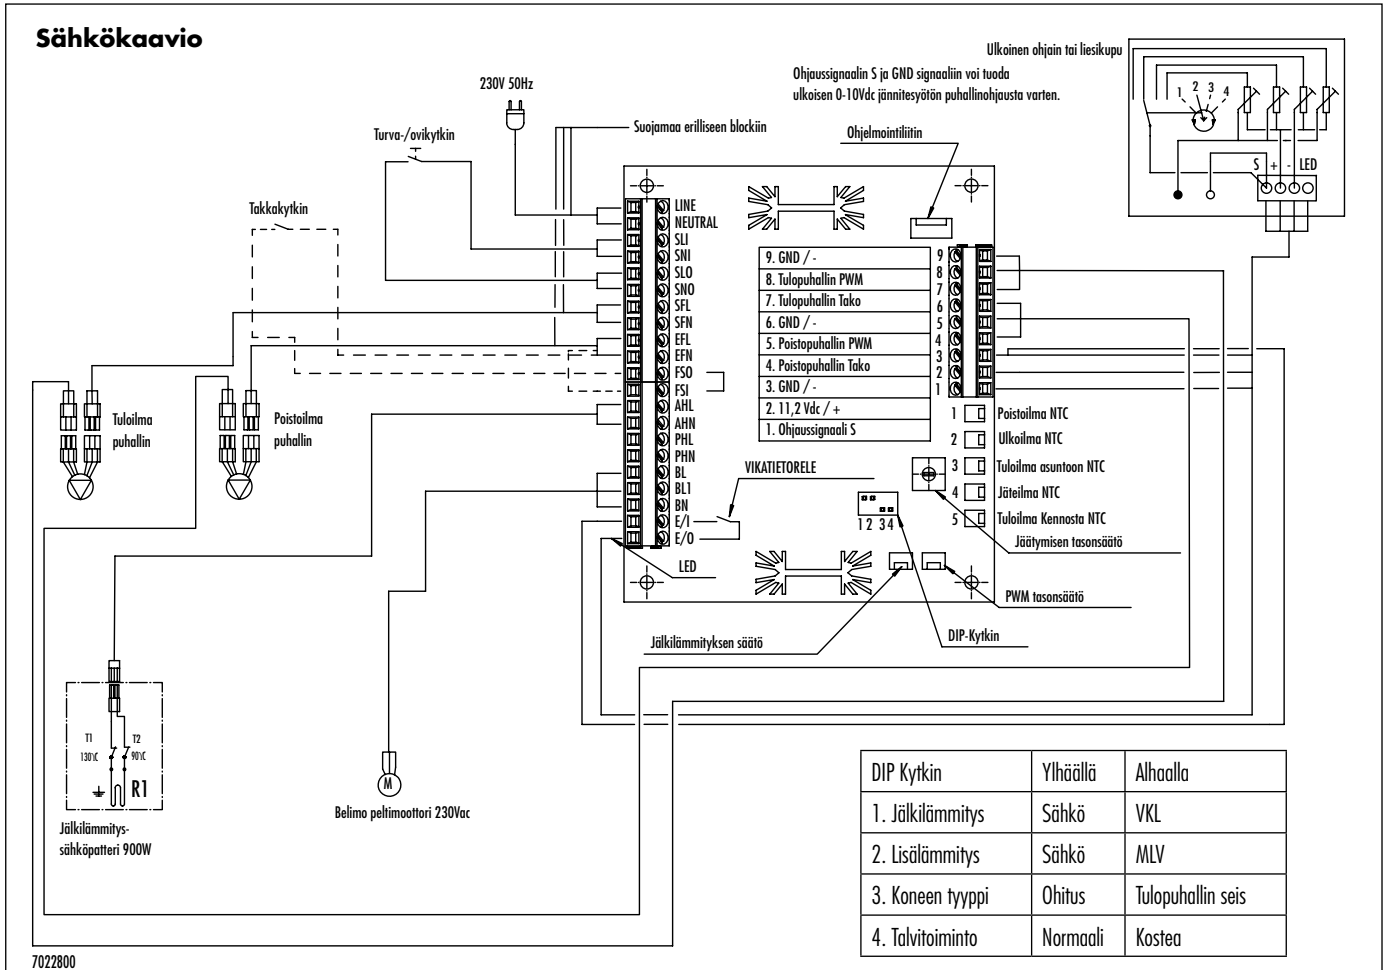 Sähkökaavio
230V 50Hz
Turva-/ovikytkin
Suojamaa erilliseen blockiin
Takkakytkin
Ohjaussignaalin S ja GND signaaliin voi tuoda
ulkoisen 0-10Vdc jännitesyötön puhallinohjausta varten.
Ohjelmointiliitin
Ulkoinen ohjain tai liesikupu
1 2 3 4
S + - LED
LINE
NEUTRAL
SLI
SNI
SLO
SNO
SFL
SFN
EFL
EFN
FSO
FSI
AHL
AHN
PHL
PHN
BL
BL1
BN
E/I
E/O
9. GND / -
8. Tulopuhallin PWM
7. Tulopuhallin Tako
6. GND / -
5. Poistopuhallin PWM
4. Poistopuhallin Tako
3. GND / -
2. 11,2 Vdc / +
1. Ohjaussignaali S
9
8
7
6
5
4
3
2
1
1 Poistoilma NTC
2 Ulkoilma NTC
3 Tuloilma asuntoon NTC
4 Jäteilma NTC
5 Tuloilma Kennosta NTC
Jäätymisen tasonsäätö
VIKATIETORELE
1 2 3 4
LED
PWM tasonsäätö
DIP-Kytkin
Jälkilämmityksen säätö
Tuloilma
puhallin
Poistoilma
puhallin
T1
130\C
T2
90\C
R1
Jälkilämmitys-
sähköpatteri 900W
M
Belimo peltimoottori 230Vac
DIP Kytkin Ylhäällä Alhaalla
1. Jälkilämmitys Sähkö VKL
2. Lisälämmitys Sähkö MLV
3. Koneen tyyppi Ohitus Tulopuhallin seis
4. Talvitoiminto Normaali Kostea
7022800